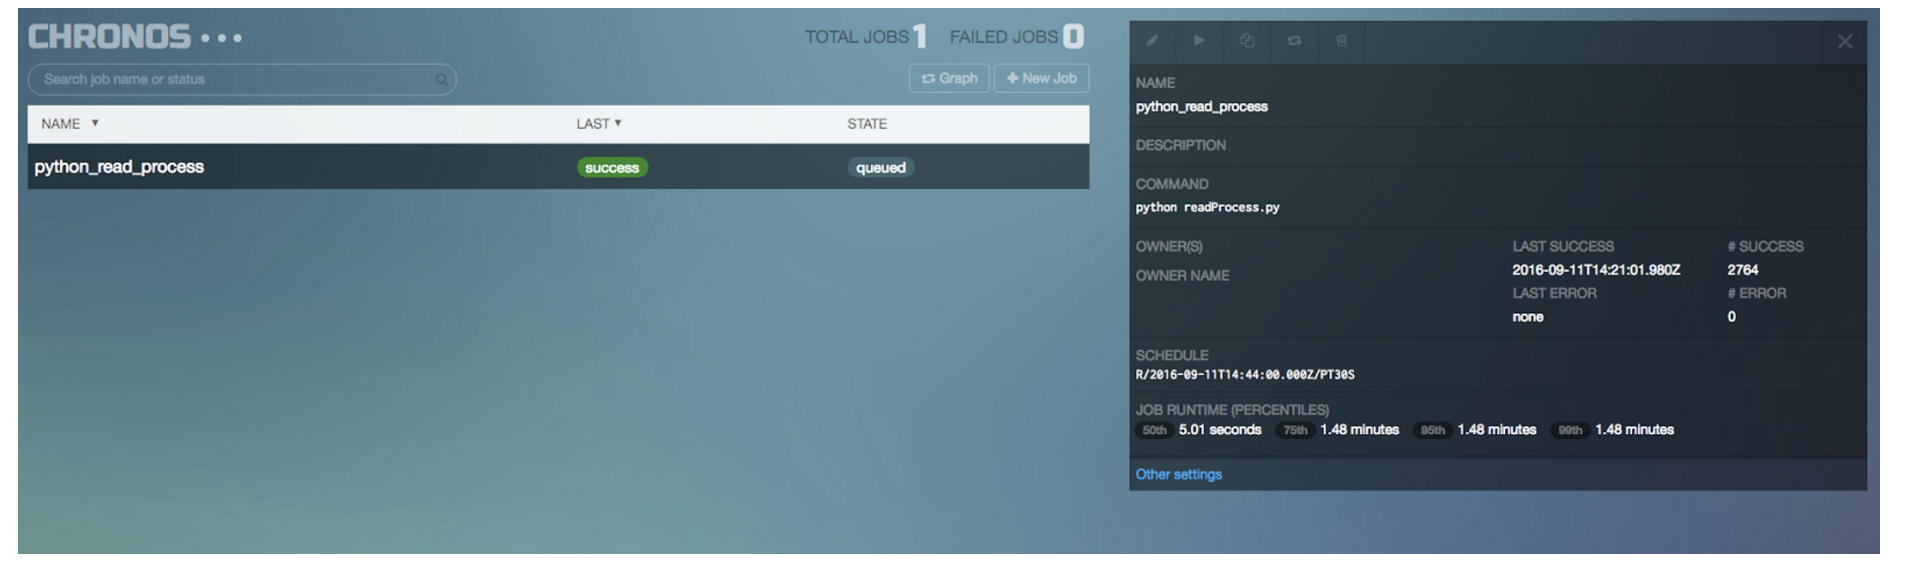 CHRONOS
TOTAL JOBS 1 FAILED JOBS 0
Search job name or status
Graph
New Job
NAME LAST STATE
python_read_process success queued
NAME
python_read_process
DESCRIPTION
COMMAND
python readProcess.py
OWNER(S)
OWNER NAME
LAST SUCCESS # SUCCESS
2016-09-11T14:21:01.980Z 2764
LAST ERROR # ERROR
none 0
SCHEDULE
R/2016-09-11T14:44:00.000Z/PT30S
JOB RUNTIME (PERCENTILES)
50th 5.01 seconds 75th 1.48 minutes 95th 1.48 minutes 99th 1.48 minutes
Other settings